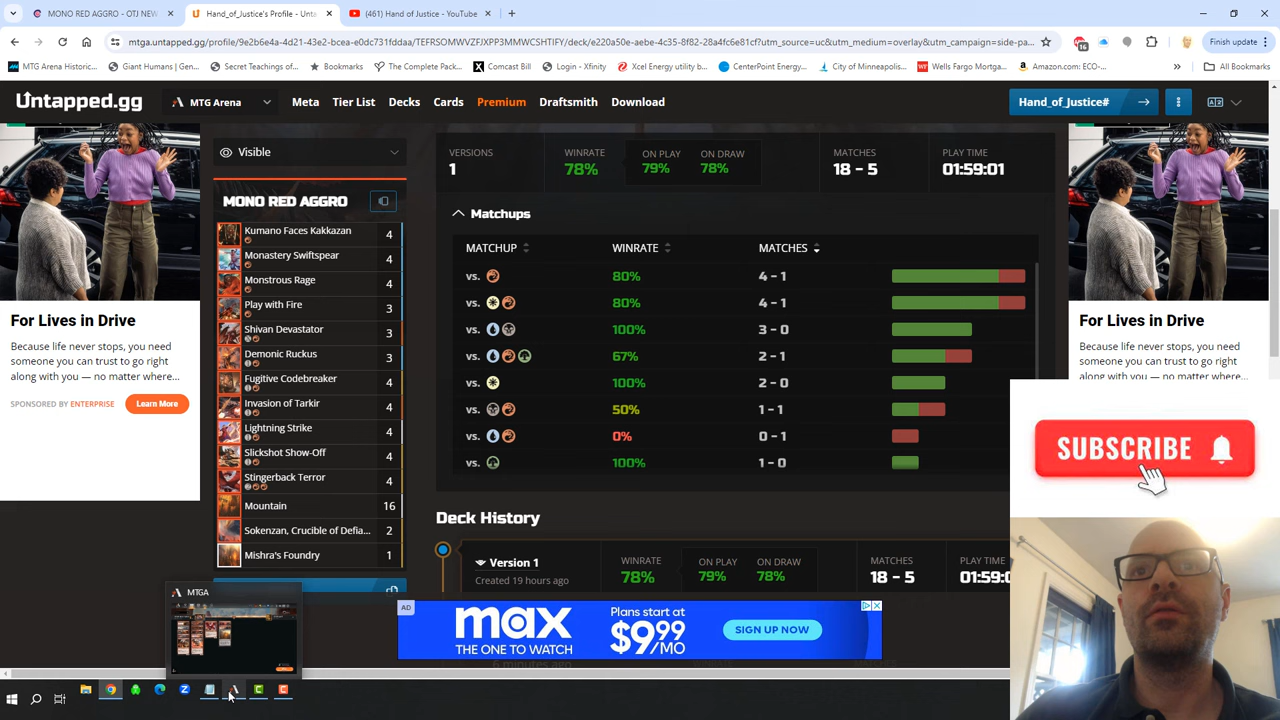 MONO RED AGGRO - OTJ NEW
Hand_of_Justice's Profile - Unta
(461) Hand of Justice - YouTube
mtga.untapped.gg/profile/9e2b6e4a-4d21-43e2-bcea-e0dc731fddaa/TEFRSOMWVZFJXPP3MMWCSHTIFY/deck/e220a50e-aebe-4c35-8f82-28a4fc6e81cf?utm_source=uc&utm_medium=overlay&utm_campaign=side-pa...
16
Finish update
MTG Arena Historic...
Giant Humans | Gen...
Secret Teachings of...
Bookmarks
The Complete Pack...
Comcast Bill
Login - Xfinity
Xcel Energy utility b...
CenterPoint Energy...
City of Minneapolis...
Wells Fargo Mortga...
Amazon.com: ECO-...
All Bookmarks
Untapped.gg
MTG Arena
Meta
Tier List
Decks
Cards
Premium
Draftsmith
Download
Hand_of_Justice#
Visible
VERSIONS
1
WINRATE
78%
ON PLAY
79%
ON DRAW
78%
MATCHES
18 - 5
PLAY TIME
01:59:01
MONO RED AGGRO
Kumano Faces Kakkazan 4
Monastery Swiftspear 4
Monstrous Rage 4
Play with Fire 3
Shivan Devastator 3
Demonic Ruckus 3
Fugitive Codebreaker 4
Invasion of Tarkir 4
Lightning Strike 4
Slickshot Show-Off 4
Stingerback Terror 4
Mountain 16
Sokenzan, Crucible of Defia... 2
Mishra's Foundry 1
Matchups
MATCHUP WINRATE MATCHES
vs. 80% 4 - 1
vs. 80% 4 - 1
vs. 100% 3 - 0
vs. 67% 2 - 1
vs. 100% 2 - 0
vs. 50% 1 - 1
vs. 0% 0 - 1
vs. 100% 1 - 0
Deck History
Version 1
Created 19 hours ago
WINRATE
78%
ON PLAY
79%
ON DRAW
78%
MATCHES
18 - 5
PLAY TIME
01:59:01
6 minutes ago
For Lives in Drive
Because life never stops, you need
someone you can trust to go right
along with you — no matter where...
SPONSORED BY ENTERPRISE
Learn More
For Lives in Drive
Because life never stops, you need
someone you can trust to go right
along with you — no matter where...
SUBSCRIBE
AD
max
THE ONE TO WATCH
Plans start at
$9.99/MO
SIGN UP NOW
MTGA